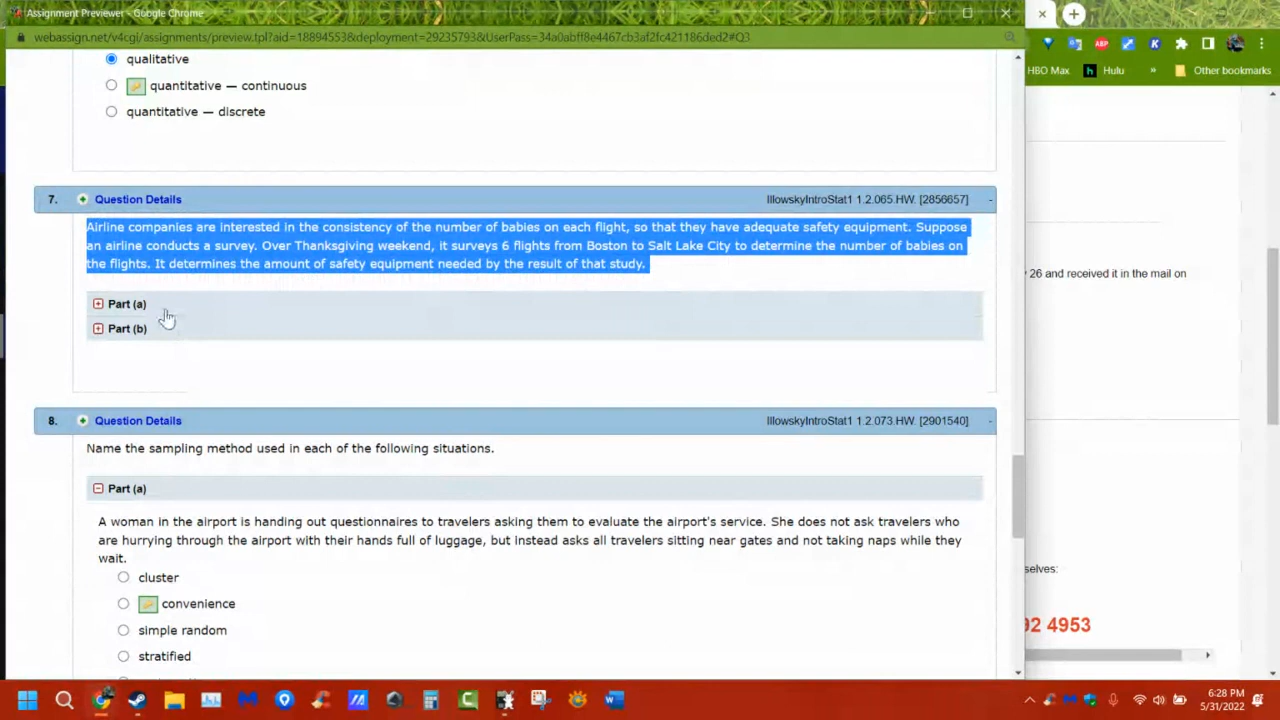 Assignment Previewer - Google Chrome
webassign.net/v4cgi/assignments/preview.tpl?aid=18894553&deployment=29235793&UserPass=34a0abff8e4467cb3af2fc421186ded2#Q3
HBO Max
Hulu
»
Other bookmarks
qualitative
quantitative — continuous
quantitative — discrete
7. Question Details IllowskyIntroStat1 1.2.065.HW. [2856657] -
Airline companies are interested in the consistency of the number of babies on each flight, so that they have adequate safety equipment. Suppose
an airline conducts a survey. Over Thanksgiving weekend, it surveys 6 flights from Boston to Salt Lake City to determine the number of babies on
the flights. It determines the amount of safety equipment needed by the result of that study.
26 and received it in the mail on
Part (a)
Part (b)
8. Question Details IllowskyIntroStat1 1.2.073.HW. [2901540] -
Name the sampling method used in each of the following situations.
Part (a)
A woman in the airport is handing out questionnaires to travelers asking them to evaluate the airport's service. She does not ask travelers who
are hurrying through the airport with their hands full of luggage, but instead asks all travelers sitting near gates and not taking naps while they
wait.
selves:
cluster
convenience
92 4953
simple random
stratified
6:28 PM
5/31/2022